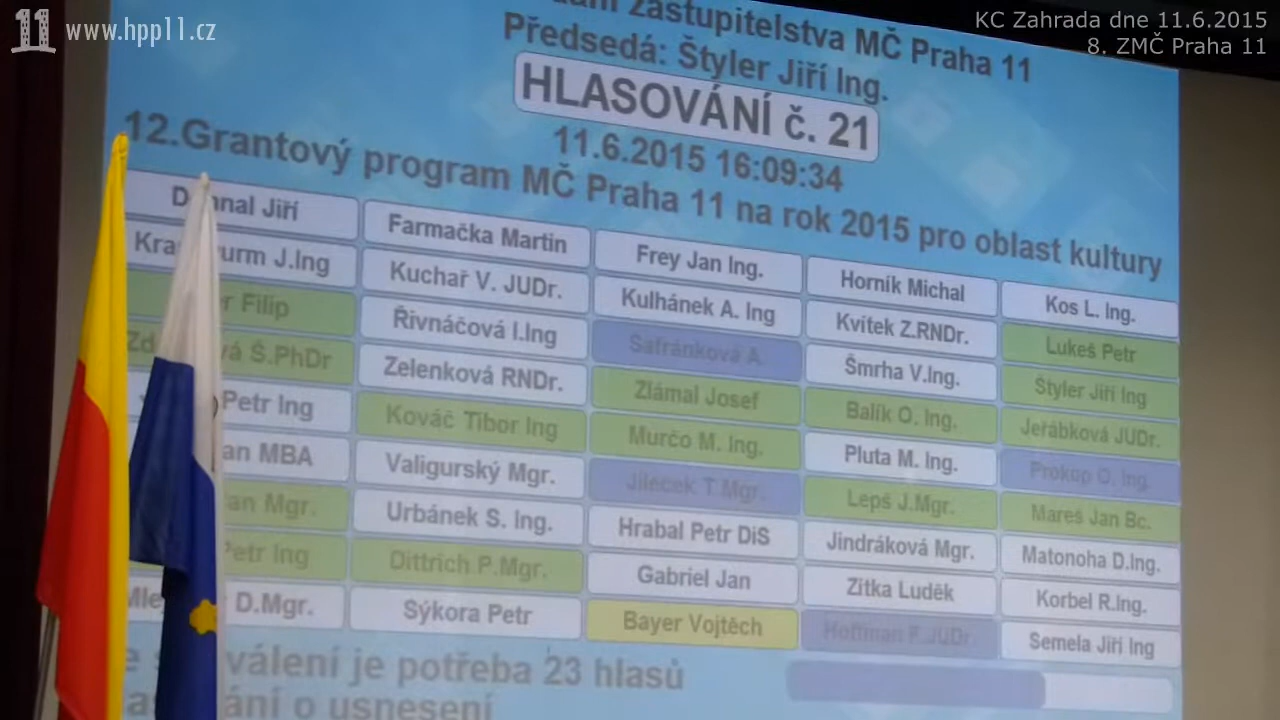 11 www.hpp11.cz
KC Zahrada dne 11.6.2015
8. ZMČ Praha 11
zastupitelstva MČ Praha 11
Předsedá: Štyler Jiří Ing.
HLASOVÁNÍ č. 21
11.6.2015 16:09:34
12.Grantový program MČ Praha 11 na rok 2015 pro oblast kultury
Jiří Farmačka Martin Frey Jan Ing. Horník Michal Kos L. Ing.
J.Ing Kuchař V. JUDr. Kulhánek A. Ing Kvítek Z.RNDr. Lukeš Petr
Filip Řivnáčová I.Ing Šafránková A. Šmrha V.Ing. Štyler Jiří Ing
Š.PhDr Zelenková RNDr. Zlámal Josef Balík O. Ing. Jeřábková JUDr.
Petr Ing Kováč Tibor Ing Murčo M. Ing. Pluta M. Ing. Prokop O. Ing.
MBA Valigurský Mgr. Jileček T.Mgr. Lepš J.Mgr. Mareš Jan Bc.
Mgr. Urbánek S. Ing. Hrabal Petr DiS Jindráková Mgr. Matonoha D.Ing.
Petr Ing Dittrich P.Mgr. Gabriel Jan Zítka Luděk Korbel R.Ing.
D.Mgr. Sýkora Petr Bayer Vojtěch Hoffman F.JUDr. Semela Jiří Ing
je potřeba 23 hlasů
o usnesení